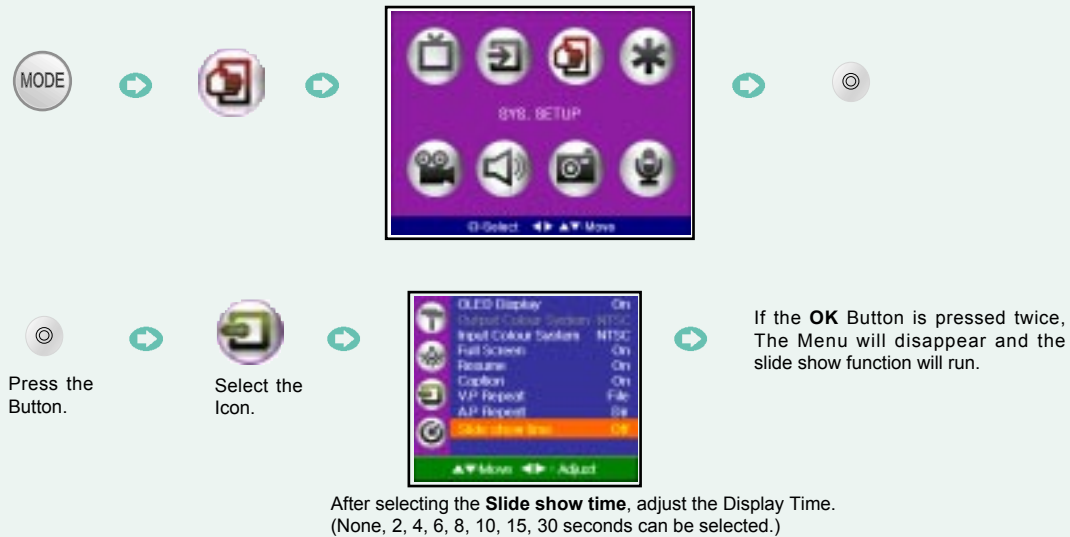 MODE
SYS. SETUP
Select Move
Press the
Button.
Select the
Icon.
OLED Display On
Output Colour System NTSC
Input Colour System NTSC
Full Screen On
Resume On
Caption On
V.P Repeat File
A.P Repeat
Slide show time Off
Move Adjust
If the OK Button is pressed twice,
The Menu will disappear and the
slide show function will run.
After selecting the Slide show time, adjust the Display Time.
(None, 2, 4, 6, 8, 10, 15, 30 seconds can be selected.)